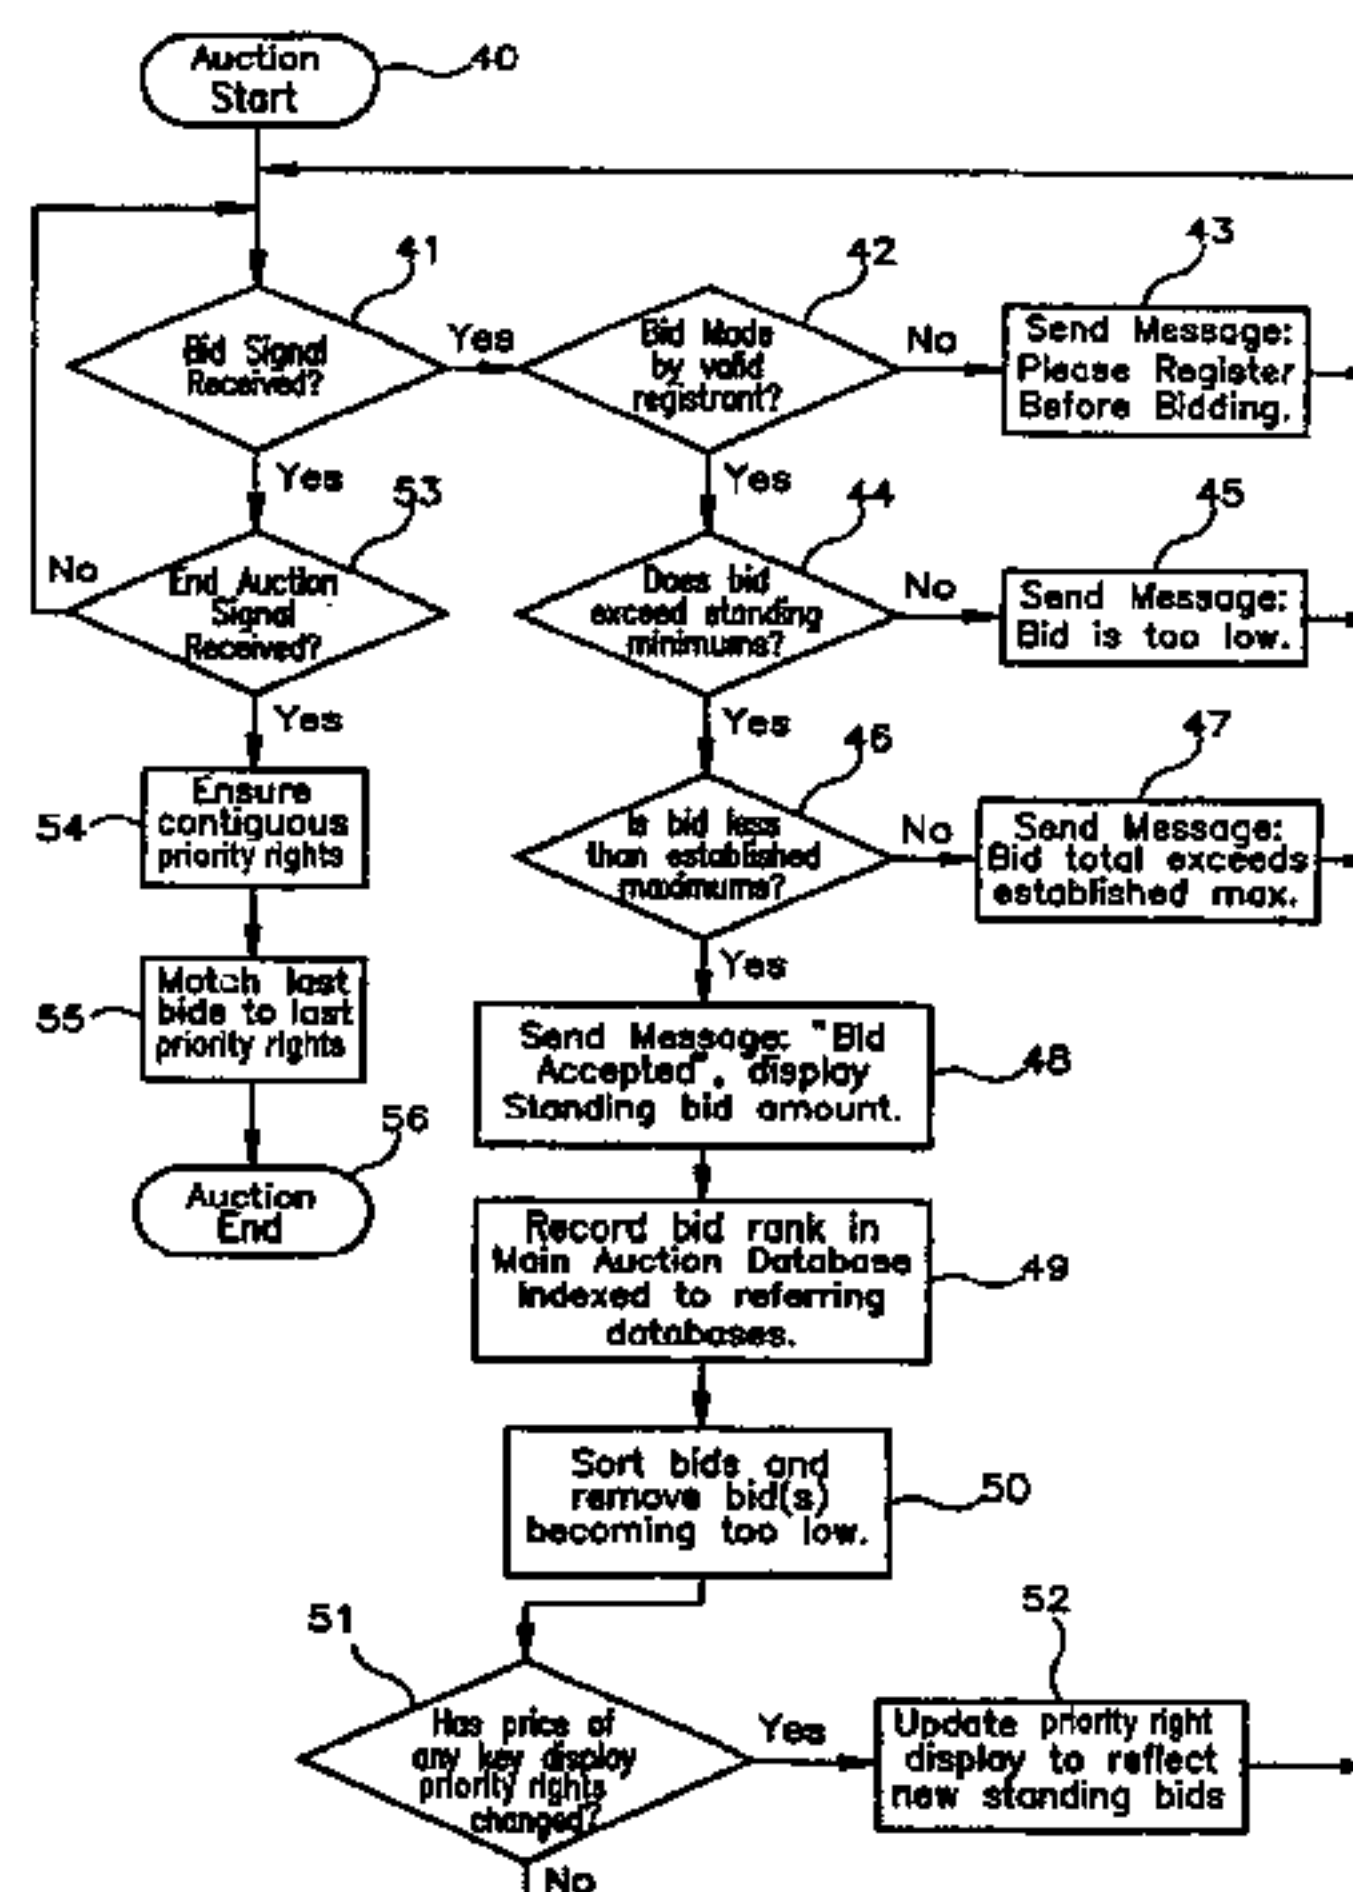 Auction
Start
40
41
Bid Signal
Received?
Yes
42
Bid Made
by valid
registrant?
No
43
Send Message:
Please Register
Before Bidding.
Yes
53
End Auction
Signal
Received?
No
Yes
44
Does bid
exceed standing
minimums?
No
45
Send Message:
Bid is too low.
Yes
54
Ensure
contiguous
priority rights
Yes
46
Is bid less
than established
maximums?
No
47
Send Message:
Bid total exceeds
established max.
55
Match last
bids to last
priority rights
Yes
48
Send Message: "Bid
Accepted", display
Standing bid amount.
56
Auction
End
49
Record bid rank in
Main Auction Database
indexed to referring
databases.
50
Sort bids and
remove bid(s)
becoming too low.
51
Has price of
any key display
priority rights
changed?
Yes
52
Update priority right
display to reflect
new standing bids
No